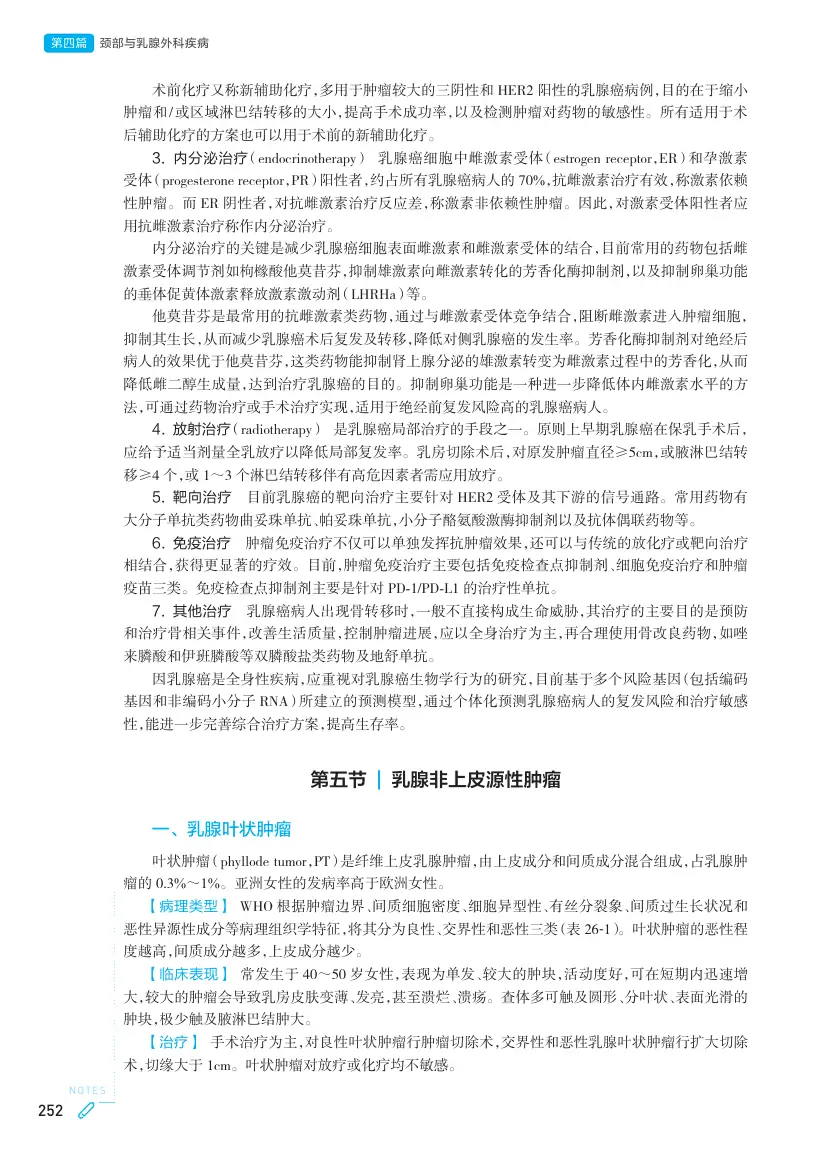 第四篇 颈部与乳腺外科疾病
术前化疗又称新辅助化疗,多用于肿瘤较大的三阴性和 HER2 阳性的乳腺癌病例,目的在于缩小
肿瘤和/或区域淋巴结转移的大小,提高手术成功率,以及检测肿瘤对药物的敏感性。所有适用于术
后辅助化疗的方案也可以用于术前的新辅助化疗。
3. 内分泌治疗(endocrinotherapy) 乳腺癌细胞中雌激素受体(estrogen receptor,ER)和孕激素
受体(progesterone receptor,PR)阳性者,约占所有乳腺癌病人的 70%,抗雌激素治疗有效,称激素依赖
性肿瘤。而 ER 阴性者,对抗雌激素治疗反应差,称激素非依赖性肿瘤。因此,对激素受体阳性者应
用抗雌激素治疗称作内分泌治疗。
内分泌治疗的关键是减少乳腺癌细胞表面雌激素和雌激素受体的结合,目前常用的药物包括雌
激素受体调节剂如枸橼酸他莫昔芬,抑制雄激素向雌激素转化的芳香化酶抑制剂,以及抑制卵巢功能
的垂体促黄体激素释放激素激动剂(LHRHa)等。
他莫昔芬是最常用的抗雌激素类药物,通过与雌激素受体竞争结合,阻断雌激素进入肿瘤细胞,
抑制其生长,从而减少乳腺癌术后复发及转移,降低对侧乳腺癌的发生率。芳香化酶抑制剂对绝经后
病人的效果优于他莫昔芬,这类药物能抑制肾上腺分泌的雄激素转变为雌激素过程中的芳香化,从而
降低雌二醇生成量,达到治疗乳腺癌的目的。抑制卵巢功能是一种进一步降低体内雌激素水平的方
法,可通过药物治疗或手术治疗实现,适用于绝经前复发风险高的乳腺癌病人。
4. 放射治疗(radiotherapy) 是乳腺癌局部治疗的手段之一。原则上早期乳腺癌在保乳手术后,
应给予适当剂量全乳放疗以降低局部复发率。乳房切除术后,对原发肿瘤直径≥5cm,或腋淋巴结转
移≥4 个,或 1～3 个淋巴结转移伴有高危因素者需应用放疗。
5. 靶向治疗 目前乳腺癌的靶向治疗主要针对 HER2 受体及其下游的信号通路。常用药物有
大分子单抗类药物曲妥珠单抗、帕妥珠单抗,小分子酪氨酸激酶抑制剂以及抗体偶联药物等。
6. 免疫治疗 肿瘤免疫治疗不仅可以单独发挥抗肿瘤效果,还可以与传统的放化疗或靶向治疗
相结合,获得更显著的疗效。目前,肿瘤免疫治疗主要包括免疫检查点抑制剂、细胞免疫治疗和肿瘤
疫苗三类。免疫检查点抑制剂主要是针对 PD-1/PD-L1 的治疗性单抗。
7. 其他治疗 乳腺癌病人出现骨转移时,一般不直接构成生命威胁,其治疗的主要目的是预防
和治疗骨相关事件,改善生活质量,控制肿瘤进展,应以全身治疗为主,再合理使用骨改良药物,如唑
来膦酸和伊班膦酸等双膦酸盐类药物及地舒单抗。
因乳腺癌是全身性疾病,应重视对乳腺癌生物学行为的研究,目前基于多个风险基因(包括编码
基因和非编码小分子 RNA)所建立的预测模型,通过个体化预测乳腺癌病人的复发风险和治疗敏感
性,能进一步完善综合治疗方案,提高生存率。
第五节 | 乳腺非上皮源性肿瘤
一、乳腺叶状肿瘤
叶状肿瘤(phyllode tumor,PT)是纤维上皮乳腺肿瘤,由上皮成分和间质成分混合组成,占乳腺肿
瘤的 0.3%～1%。亚洲女性的发病率高于欧洲女性。
【病理类型】 WHO 根据肿瘤边界、间质细胞密度、细胞异型性、有丝分裂象、间质过生长状况和
恶性异源性成分等病理组织学特征,将其分为良性、交界性和恶性三类(表 26-1)。叶状肿瘤的恶性程
度越高,间质成分越多,上皮成分越少。
【临床表现】 常发生于 40～50 岁女性,表现为单发、较大的肿块,活动度好,可在短期内迅速增
大,较大的肿瘤会导致乳房皮肤变薄、发亮,甚至溃烂、溃疡。查体多可触及圆形、分叶状、表面光滑的
肿块,极少触及腋淋巴结肿大。
【治疗】 手术治疗为主,对良性叶状肿瘤行肿瘤切除术,交界性和恶性乳腺叶状肿瘤行扩大切除
术,切缘大于 1cm。叶状肿瘤对放疗或化疗均不敏感。
NOTES
252